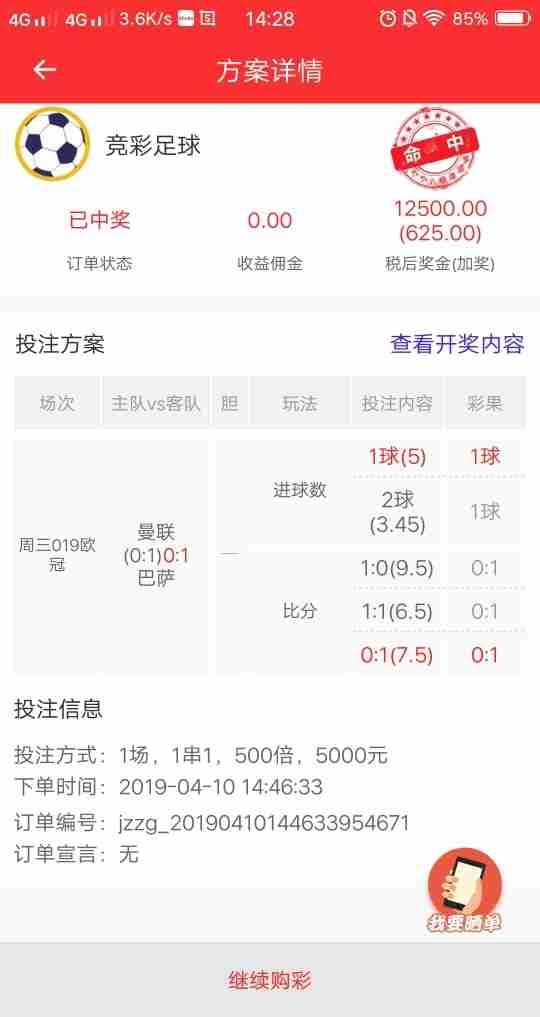 4G 4G 3.6K/s 14:28 85%
方案详情
竞彩足球
命 中
已中奖 0.00 12500.00
(625.00)
订单状态 收益佣金 税后奖金(加奖)
投注方案 查看开奖内容
场次 主队vs客队 胆 玩法 投注内容 彩果
周三019欧
冠
曼联
(0:1)0:1
巴萨
—
进球数
1球(5) 1球
2球
(3.45)
1球
比分
1:0(9.5) 0:1
1:1(6.5) 0:1
0:1(7.5) 0:1
投注信息
投注方式：1场，1串1，500倍，5000元
下单时间：2019-04-10 14:46:33
订单编号：jzzg_20190410144633954671
订单宣言：无
我要晒单
继续购彩